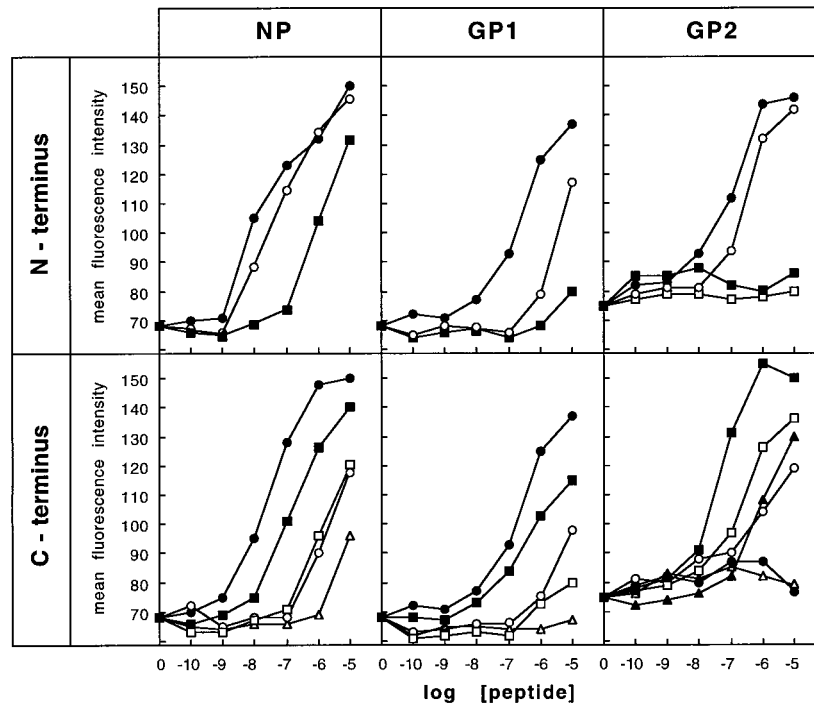 NP GP1 GP2
N - terminus
mean fluorescence intensity
150
140
130
120
110
100
90
80
70
C - terminus
mean fluorescence intensity
150
140
130
120
110
100
90
80
70
0 -10 -9 -8 -7 -6 -5 0 -10 -9 -8 -7 -6 -5 0 -10 -9 -8 -7 -6 -5
log [peptide]